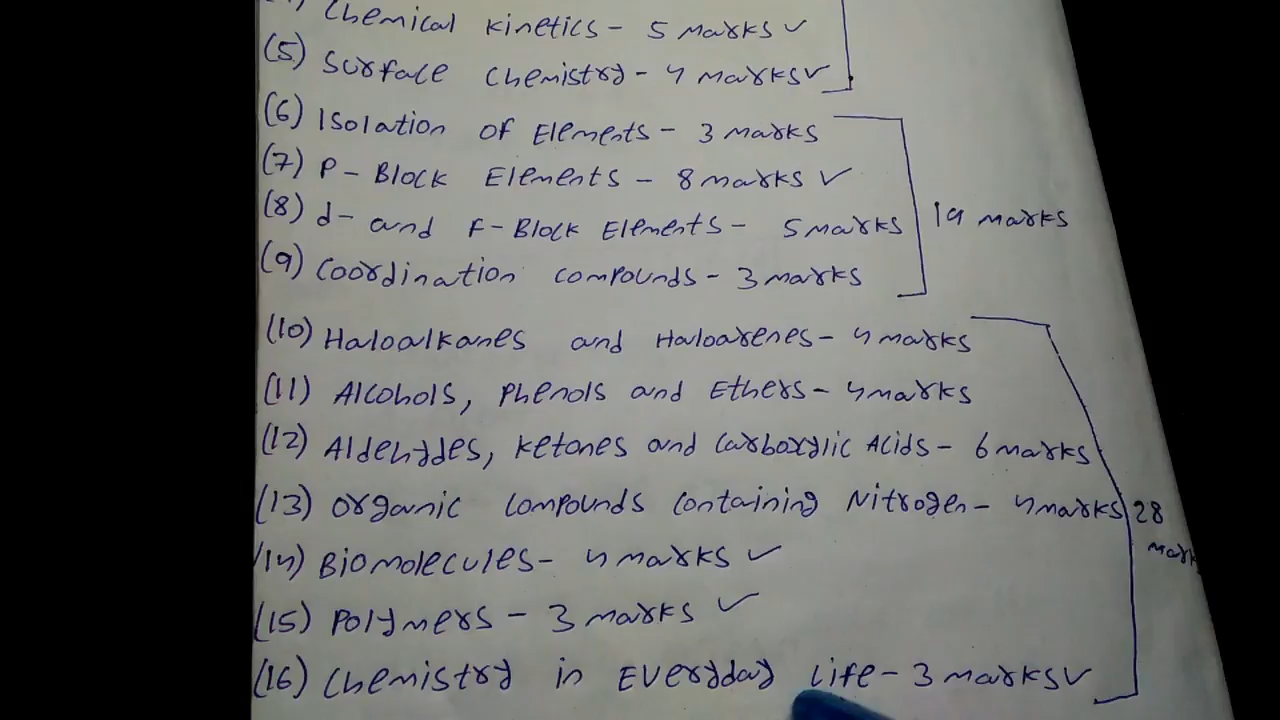 Chemical kinetics - 5 marks ✓
(5) Surface Chemistry - 4 marks ✓
(6) Isolation of Elements - 3 marks
(7) P-Block Elements - 8 marks ✓
(8) d- and F-Block Elements - 5 marks
19 marks
(9) Coordination compounds - 3 marks
(10) Haloalkanes and Haloarenes - 4 marks
(11) Alcohols, Phenols and Ethers - 4 marks
(12) Aldehydes, ketones and Carboxylic Acids - 6 marks
(13) Organic Compounds Containing Nitrogen - 4 marks
28
marks
(14) Biomolecules - 4 marks ✓
(15) Polymers - 3 marks ✓
(16) Chemistry in Everyday Life - 3 marks ✓